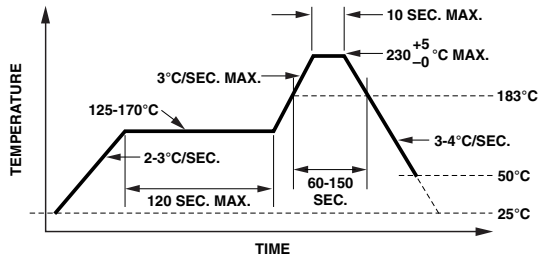 10 SEC. MAX.
230 +5 –0 °C MAX.
3°C/SEC. MAX.
183°C
125-170°C
TEMPERATURE
3-4°C/SEC.
2-3°C/SEC.
60-150
SEC.
50°C
120 SEC. MAX.
25°C
TIME